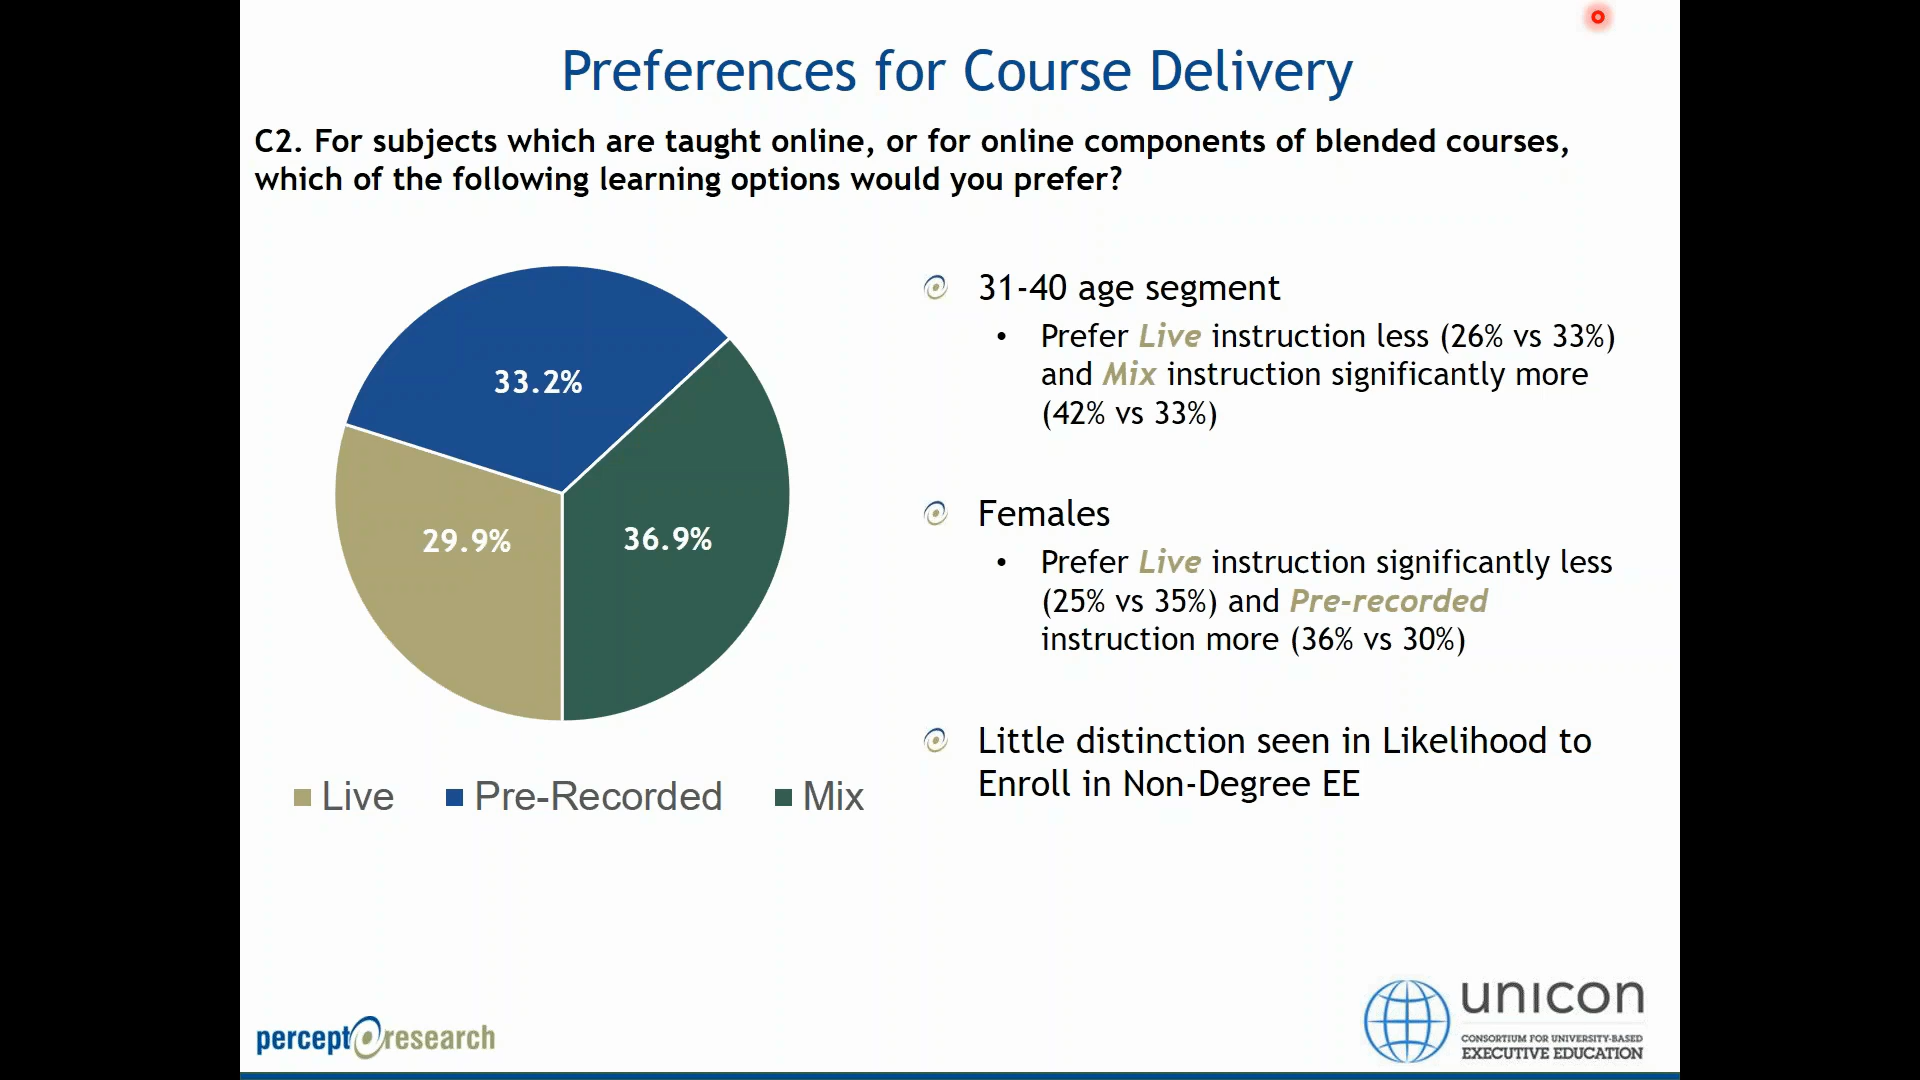 Preferences for Course Delivery
C2. For subjects which are taught online, or for online components of blended courses,
which of the following learning options would you prefer?
33.2%
29.9%
36.9%
Live
Pre-Recorded
Mix
31-40 age segment
• Prefer Live instruction less (26% vs 33%)
and Mix instruction significantly more
(42% vs 33%)
Females
• Prefer Live instruction significantly less
(25% vs 35%) and Pre-recorded
instruction more (36% vs 30%)
Little distinction seen in Likelihood to
Enroll in Non-Degree EE
percept research
unicon
CONSORTIUM FOR UNIVERSITY-BASED
EXECUTIVE EDUCATION